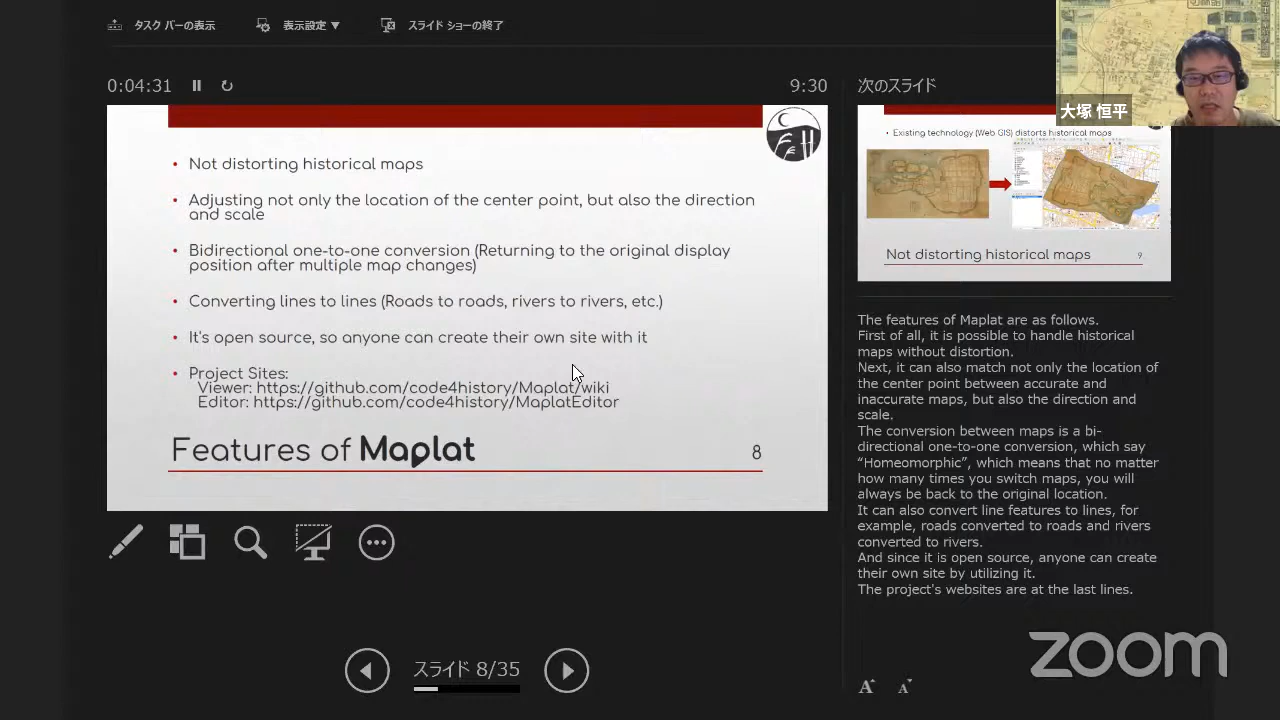 タスク バーの表示
表示設定 ▼
スライド ショーの終了
0:04:31
9:30
次のスライド
大塚 恒平
• Not distorting historical maps
• Adjusting not only the location of the center point, but also the direction
and scale
• Bidirectional one-to-one conversion (Returning to the original display
position after multiple map changes)
• Converting lines to lines (Roads to roads, rivers to rivers, etc.)
• It's open source, so anyone can create their own site with it
• Project Sites:
Viewer: https://github.com/code4history/Maplat/wiki
Editor: https://github.com/code4history/MaplatEditor
Features of Maplat
8
• Existing technology (Web GIS) distorts historical maps
Not distorting historical maps
9
The features of Maplat are as follows.
First of all, it is possible to handle historical
maps without distortion.
Next, it can also match not only the location of
the center point between accurate and
inaccurate maps, but also the direction and
scale.
The conversion between maps is a bi-
directional one-to-one conversion, which say
“Homeomorphic”, which means that no matter
how many times you switch maps, you will
always be back to the original location.
It can also convert line features to lines, for
example, roads converted to roads and rivers
converted to rivers.
And since it is open source, anyone can create
their own site by utilizing it.
The project's websites are at the last lines.
スライド 8/35
A A
zoom